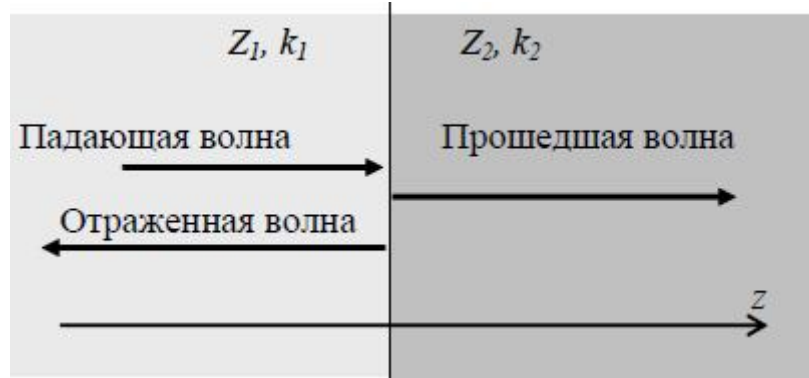 Z1, k1
Z2, k2
Падающая волна
Прошедшая волна
Отраженная волна
z